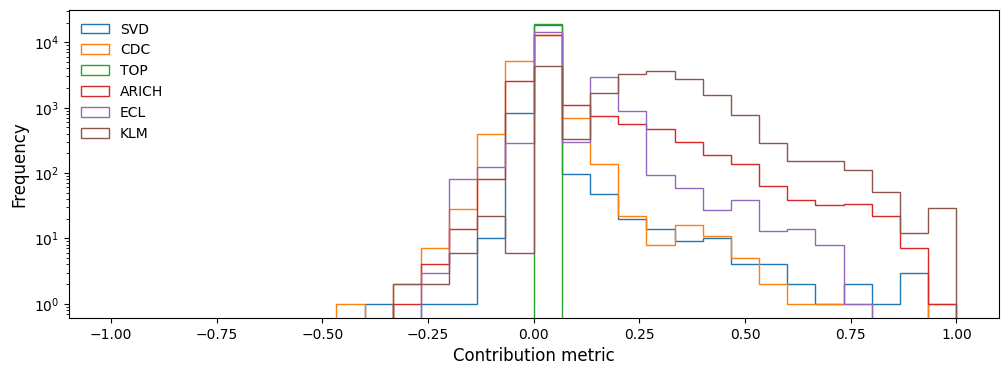 SVD
CDC
TOP
ARICH
ECL
KLM
Frequency
10⁴
10³
10²
10¹
10⁰
−1.00 −0.75 −0.50 −0.25 0.00 0.25 0.50 0.75 1.00
Contribution metric